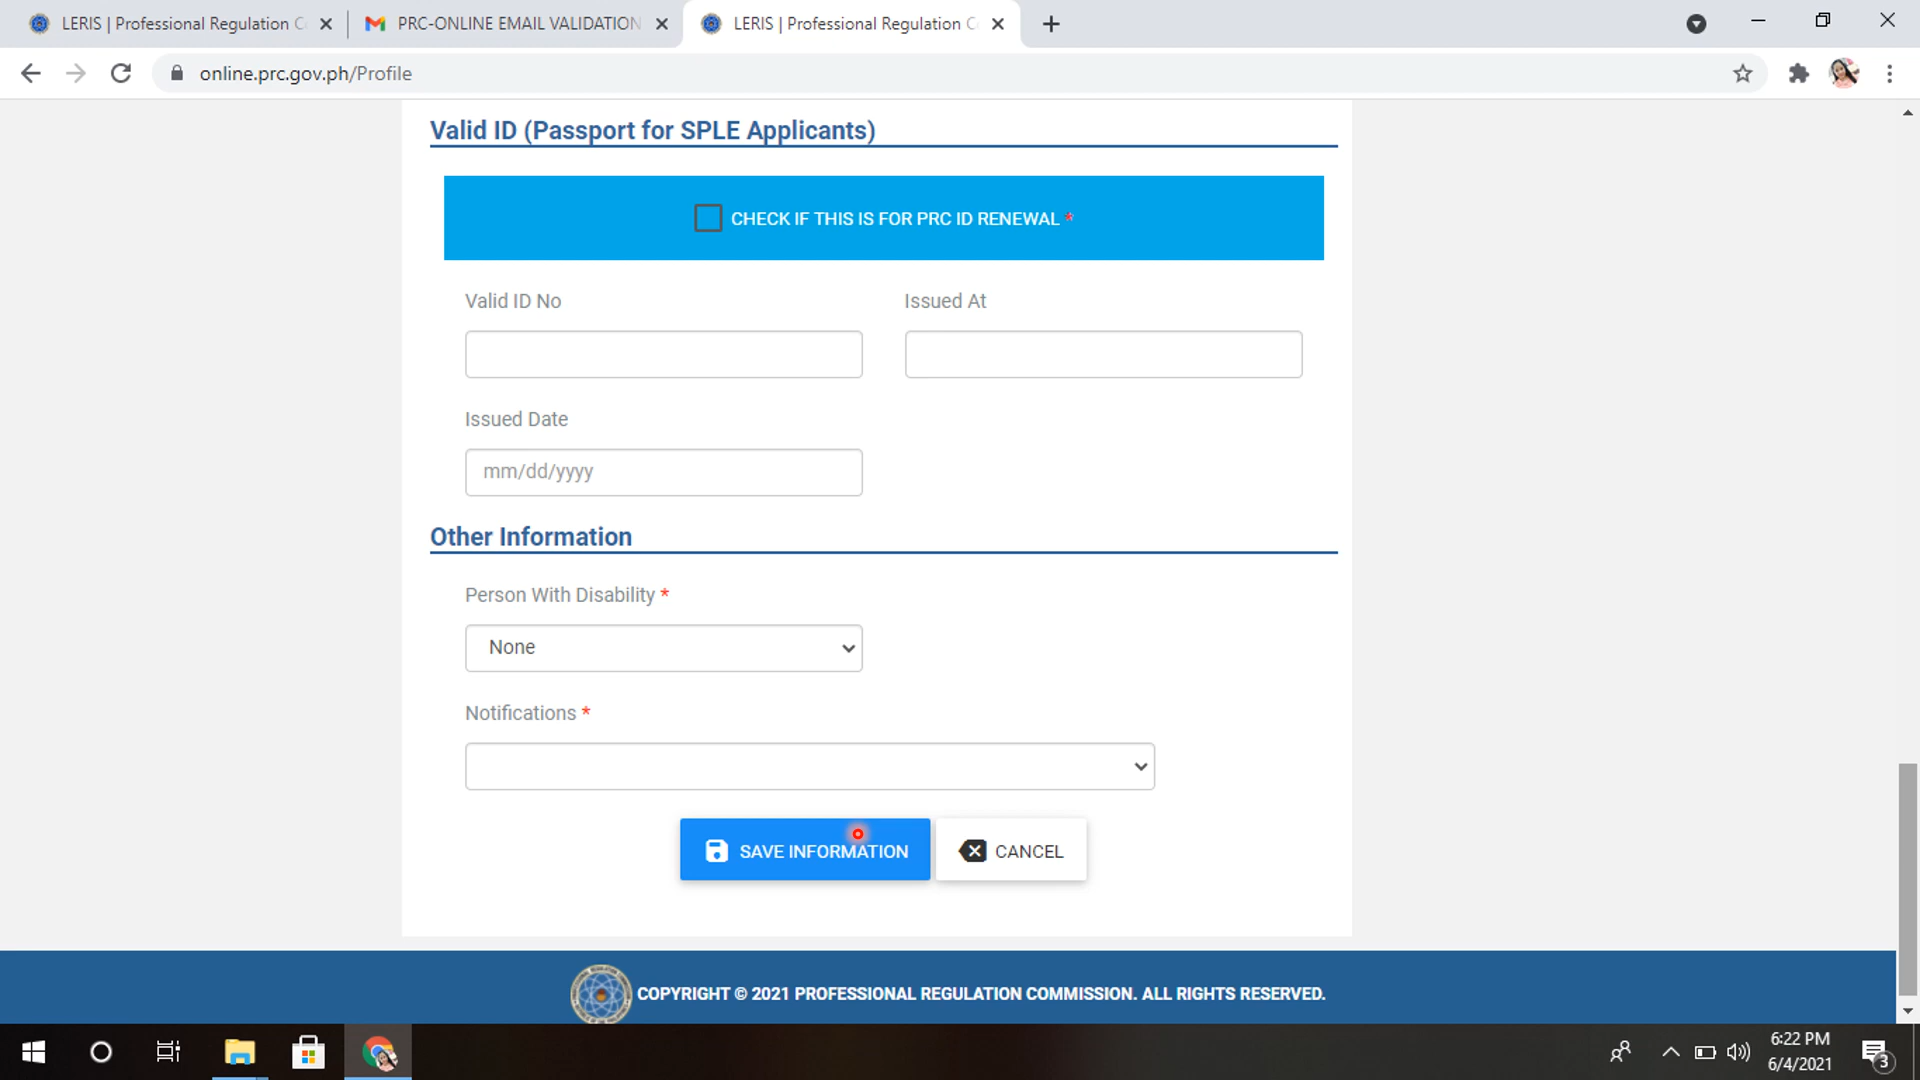 LERIS | Professional Regulation C
PRC-ONLINE EMAIL VALIDATION
LERIS | Professional Regulation C
online.prc.gov.ph/Profile
Valid ID (Passport for SPLE Applicants)
CHECK IF THIS IS FOR PRC ID RENEWAL *
Valid ID No
Issued At
Issued Date
mm/dd/yyyy
Other Information
Person With Disability *
None
Notifications *
SAVE INFORMATION
CANCEL
COPYRIGHT © 2021 PROFESSIONAL REGULATION COMMISSION. ALL RIGHTS RESERVED.
6:22 PM
6/4/2021
3